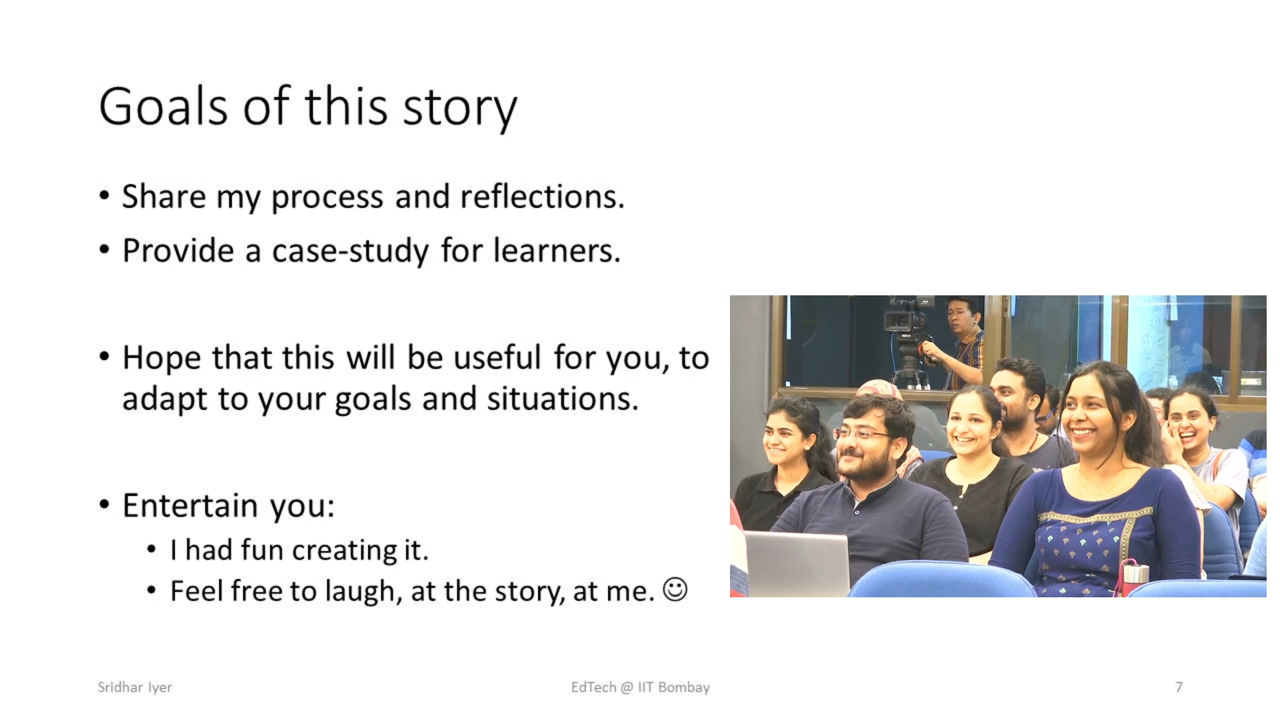 Goals of this story
• Share my process and reflections.
• Provide a case-study for learners.
• Hope that this will be useful for you, to
adapt to your goals and situations.
• Entertain you:
• I had fun creating it.
• Feel free to laugh, at the story, at me. ☺
Sridhar Iyer
EdTech @ IIT Bombay
7